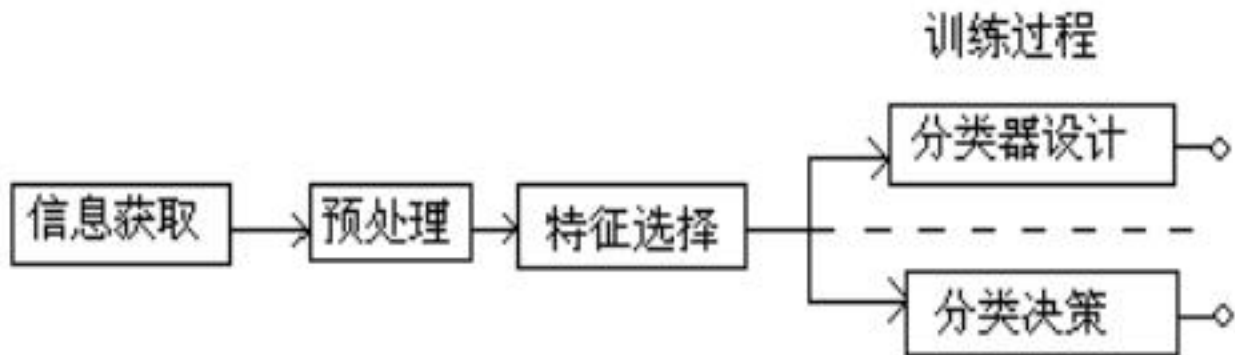 训练过程
分类器设计
信息获取
预处理
特征选择
分类决策